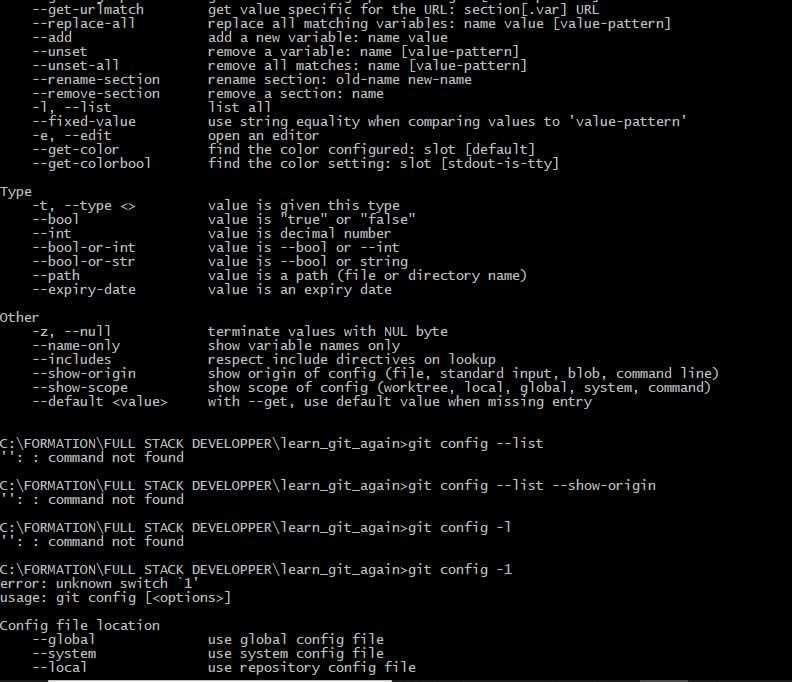 --get-urlmatch        get value specific for the URL: section[.var] URL
--replace-all         replace all matching variables: name value [value-pattern]
--add                 add a new variable: name value
--unset               remove a variable: name [value-pattern]
--unset-all           remove all matches: name [value-pattern]
--rename-section      rename section: old-name new-name
--remove-section      remove a section: name
-l, --list            list all
--fixed-value         use string equality when comparing values to 'value-pattern'
-e, --edit            open an editor
--get-color           find the color configured: slot [default]
--get-colorbool       find the color setting: slot [stdout-is-tty]
Type
-t, --type <>         value is given this type
--bool                value is "true" or "false"
--int                 value is decimal number
--bool-or-int         value is --bool or --int
--bool-or-str         value is --bool or string
--path                value is a path (file or directory name)
--expiry-date         value is an expiry date
Other
-z, --null            terminate values with NUL byte
--name-only           show variable names only
--includes            respect include directives on lookup
--show-origin         show origin of config (file, standard input, blob, command line)
--show-scope          show scope of config (worktree, local, global, system, command)
--default <value>     with --get, use default value when missing entry
C:\FORMATION\FULL STACK DEVELOPPER\learn_git_again>git config --list
'': : command not found
C:\FORMATION\FULL STACK DEVELOPPER\learn_git_again>git config --list --show-origin
'': : command not found
C:\FORMATION\FULL STACK DEVELOPPER\learn_git_again>git config -l
'': : command not found
C:\FORMATION\FULL STACK DEVELOPPER\learn_git_again>git config -1
error: unknown switch `1'
usage: git config [<options>]
Config file location
--global              use global config file
--system              use system config file
--local               use repository config file